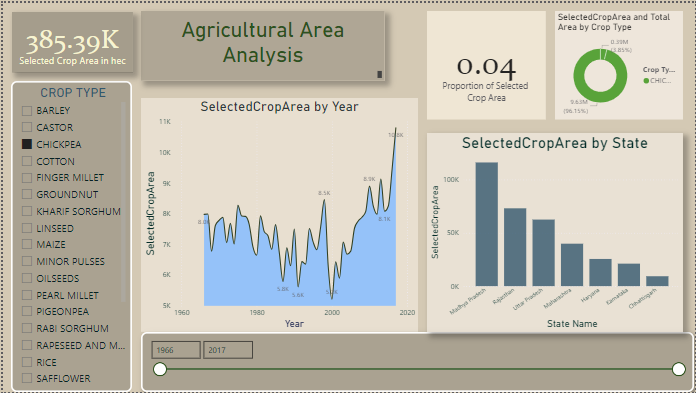 385.39K
Selected Crop Area in hec
Agricultural Area
Analysis
0.04
Proportion of Selected
Crop Area
SelectedCropArea and Total
Area by Crop Type
0.39M
(3.85%)
9.63M
(96.15%)
Crop Ty...
CHIC...
CROP TYPE
BARLEY
CASTOR
CHICKPEA
COTTON
FINGER MILLET
GROUNDNUT
KHARIF SORGHUM
LINSEED
MAIZE
MINOR PULSES
OILSEEDS
PEARL MILLET
PIGEONPEA
RABI SORGHUM
RAPESEED AND M...
RICE
SAFFLOWER
SelectedCropArea by Year
SelectedCropArea
11K
10K
9K
8K
7K
6K
5K
8.0K
5.8K
5.6K
8.5K
8.9K
8.1K
10.8K
1960
1980
2000
2020
Year
SelectedCropArea by State
SelectedCropArea
100K
50K
0K
Madhya Pradesh
Rajasthan
Uttar Pradesh
Maharashtra
Haryana
Karnataka
Chhattisgarh
State Name
1966
2017